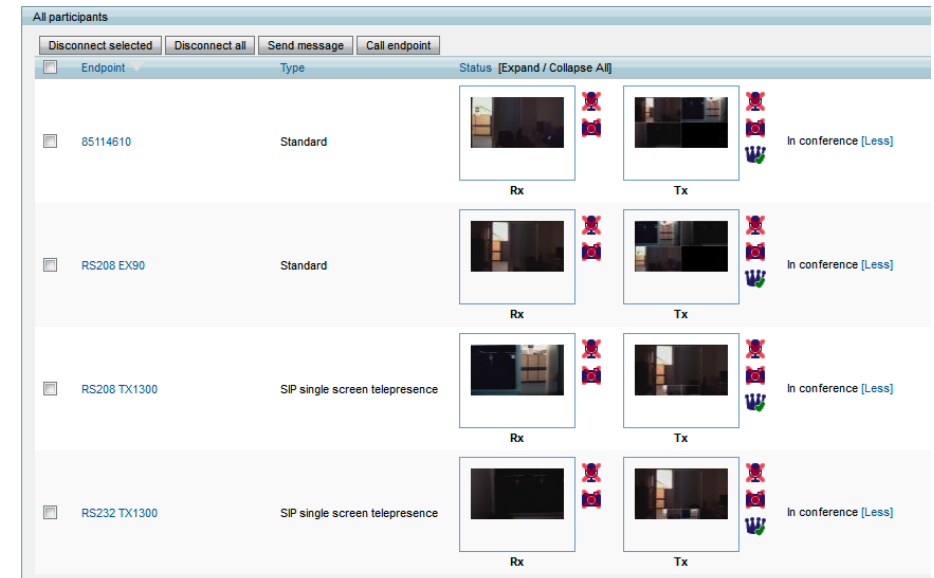 All participants
Disconnect selected Disconnect all Send message Call endpoint
Endpoint Type Status [Expand / Collapse All]
85114610 Standard In conference [Less]
Rx Tx
RS208 EX90 Standard In conference [Less]
Rx Tx
RS208 TX1300 SIP single screen telepresence In conference [Less]
Rx Tx
RS232 TX1300 SIP single screen telepresence In conference [Less]
Rx Tx